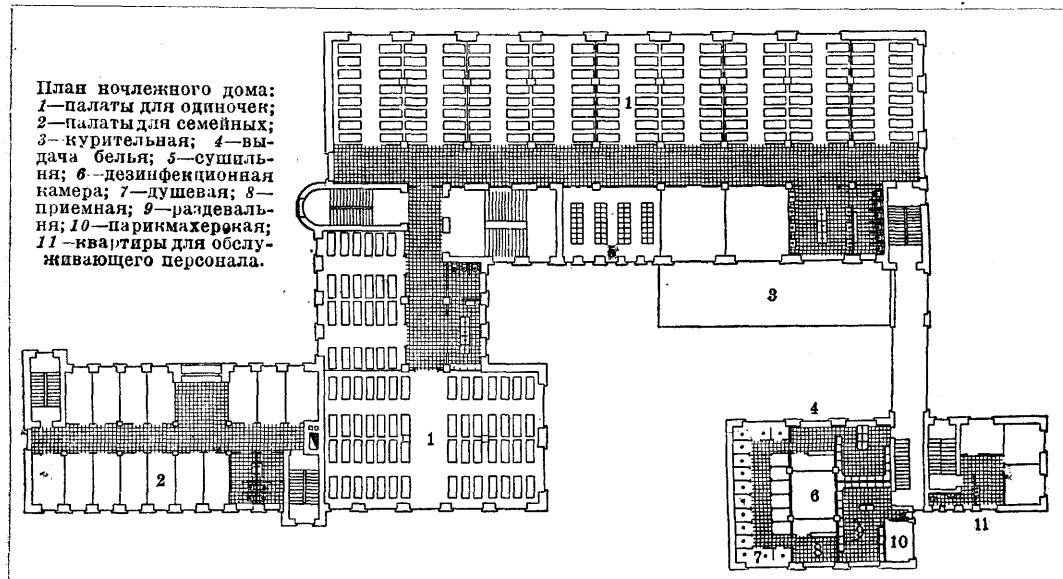 План ночлежного дома:
1—палаты для одиночек;
2—палаты для семейных;
3—курительная; 4—вы-
дача белья; 5—сушиль-
ня; 6—дезинфекционная
камера; 7—душевая; 8—
приемная; 9—раздеваль-
ня; 10—парикмахерская;
11—квартиры для обслу-
живающего персонала.
1
3
4
1
2
6
7
8
10
11